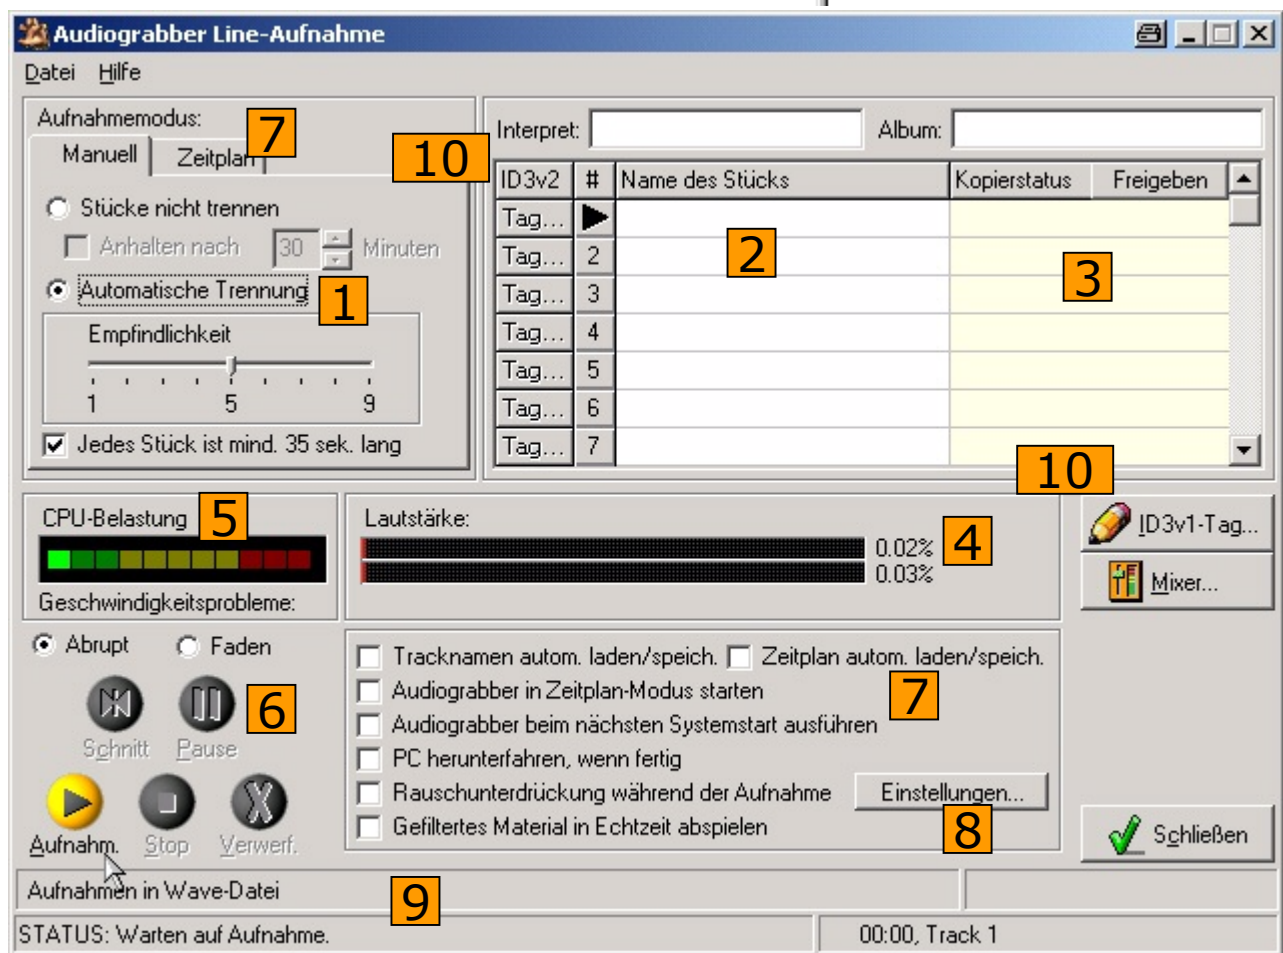 Audiograbber Line-Aufnahme
Datei Hilfe
Aufnahmemodus: 7
Manuell Zeitplan
Stücke nicht trennen
Anhalten nach 30 Minuten
Automatische Trennung 1
Empfindlichkeit
1 5 9
Jedes Stück ist mind. 35 sek. lang
10
Interpret: Album:
ID3v2 # Name des Stücks Kopierstatus Freigeben
Tag...
Tag... 2 2
Tag... 3 3
Tag... 4
Tag... 5
Tag... 6
Tag... 7
10
CPU-Belastung 5
Geschwindigkeitsprobleme:
Lautstärke:
0.02% 4
0.03%
ID3v1-Tag...
Mixer...
Abrupt Faden
6
Schnitt Pause
Aufnahm. Stop Verwerf.
Tracknamen autom. laden/speich. Zeitplan autom. laden/speich.
Audiograbber in Zeitplan-Modus starten 7
Audiograbber beim nächsten Systemstart ausführen
PC herunterfahren, wenn fertig
Rauschunterdrückung während der Aufnahme Einstellungen...
Gefiltertes Material in Echtzeit abspielen 8
Schließen
Aufnahmen in Wave-Datei 9
STATUS: Warten auf Aufnahme. 00:00, Track 1